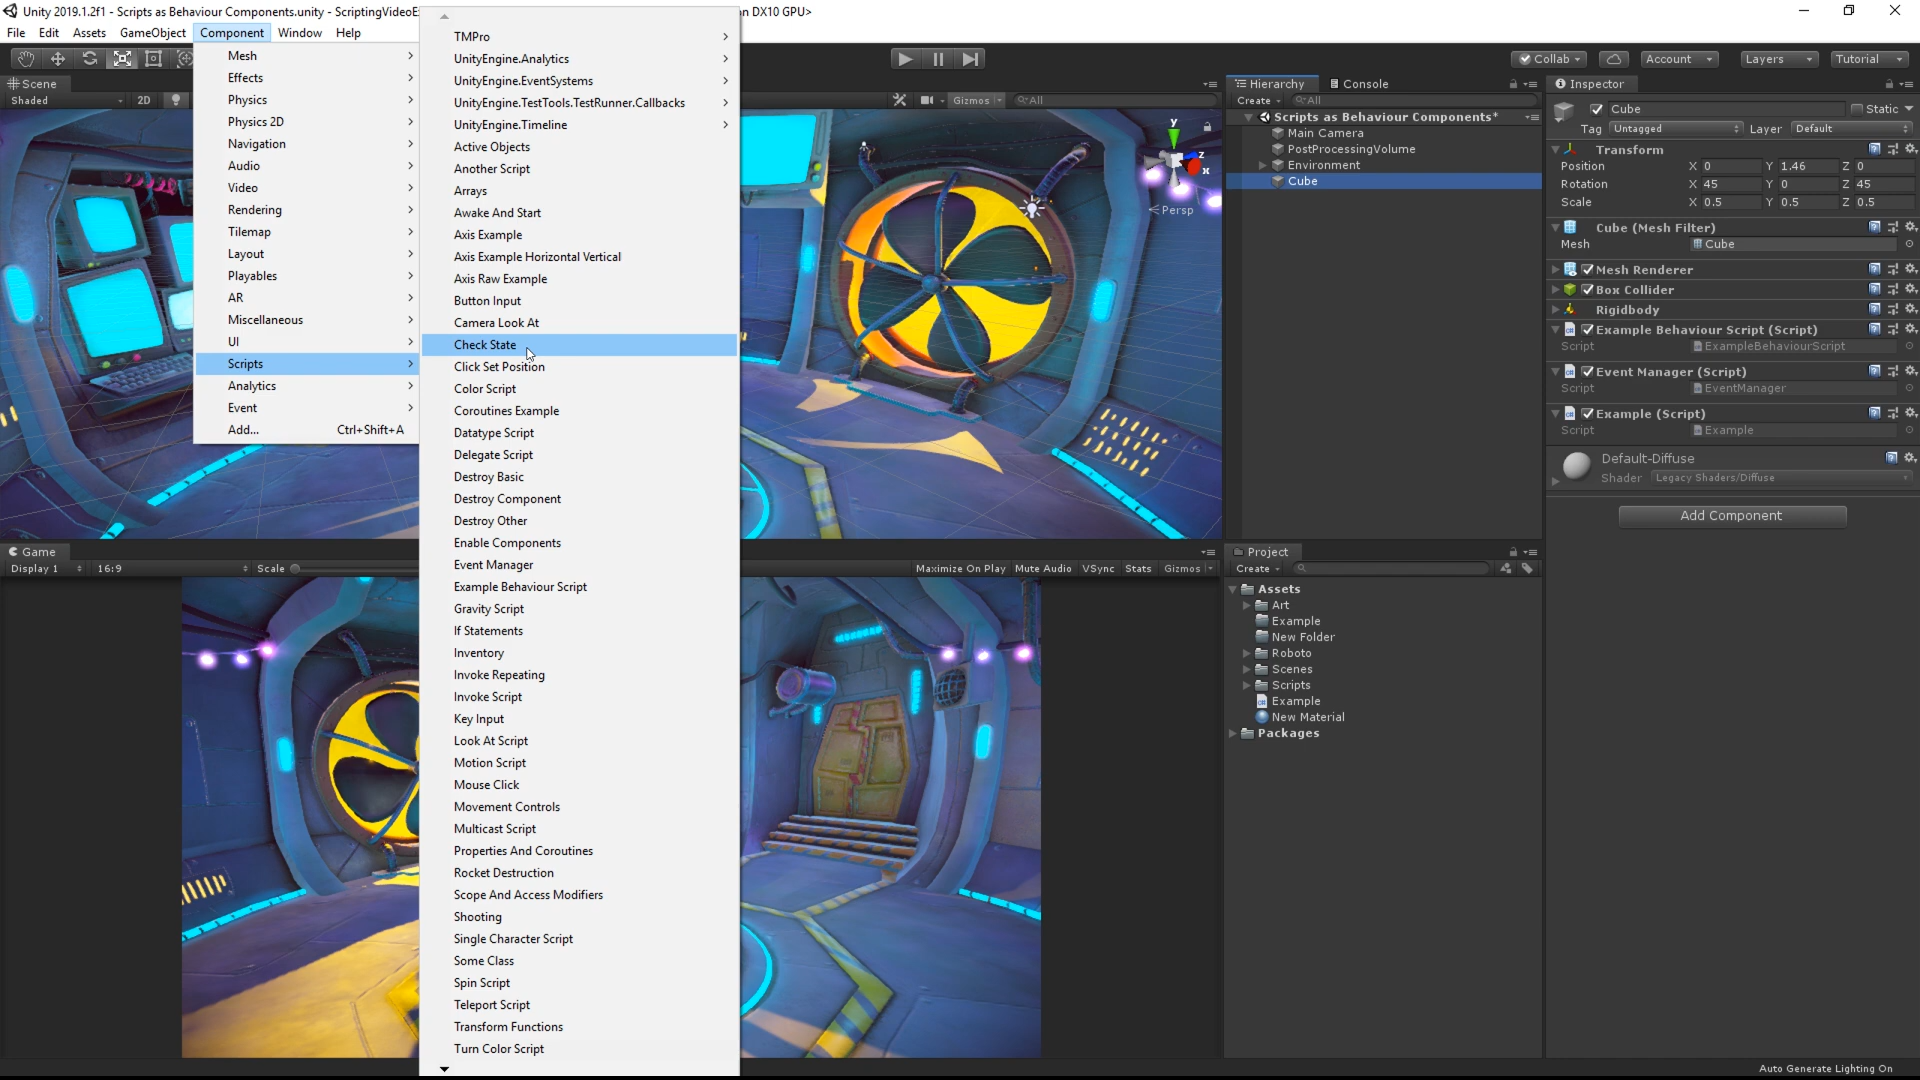 Unity 2019.1.2f1 - Scripts as Behaviour Components.unity - ScriptingVideoE
n DX10 GPU>
File Edit Assets GameObject Component Window Help
Collab
Account
Layers
Tutorial
Scene
Shaded
2D
Gizmos
All
Mesh
Effects
Physics
Physics 2D
Navigation
Audio
Video
Rendering
Tilemap
Layout
Playables
AR
Miscellaneous
UI
Scripts
Analytics
Event
Add... Ctrl+Shift+A
TMPro
UnityEngine.Analytics
UnityEngine.EventSystems
UnityEngine.TestTools.TestRunner.Callbacks
UnityEngine.Timeline
Active Objects
Another Script
Arrays
Awake And Start
Axis Example
Axis Example Horizontal Vertical
Axis Raw Example
Button Input
Camera Look At
Check State
Click Set Position
Color Script
Coroutines Example
Datatype Script
Delegate Script
Destroy Basic
Destroy Component
Destroy Other
Enable Components
Event Manager
Example Behaviour Script
Gravity Script
If Statements
Inventory
Invoke Repeating
Invoke Script
Key Input
Look At Script
Motion Script
Mouse Click
Movement Controls
Multicast Script
Properties And Coroutines
Rocket Destruction
Scope And Access Modifiers
Shooting
Single Character Script
Some Class
Spin Script
Teleport Script
Transform Functions
Turn Color Script
y
z
x
Persp
Game
Display 1
16:9
Scale
Maximize On Play Mute Audio VSync Stats Gizmos
Hierarchy
Console
Create
All
Scripts as Behaviour Components*
Main Camera
PostProcessingVolume
Environment
Cube
Project
Create
Assets
Art
Example
New Folder
Roboto
Scenes
Scripts
Example
New Material
Packages
Inspector
Cube
Static
Tag Untagged Layer Default
Transform
Position X 0 Y 1.46 Z 0
Rotation X 45 Y 0 Z 45
Scale X 0.5 Y 0.5 Z 0.5
Cube (Mesh Filter)
Mesh Cube
Mesh Renderer
Box Collider
Rigidbody
Example Behaviour Script (Script)
Script ExampleBehaviourScript
Event Manager (Script)
Script EventManager
Example (Script)
Script Example
Default-Diffuse
Shader Legacy Shaders/Diffuse
Add Component
Auto Generate Lighting On